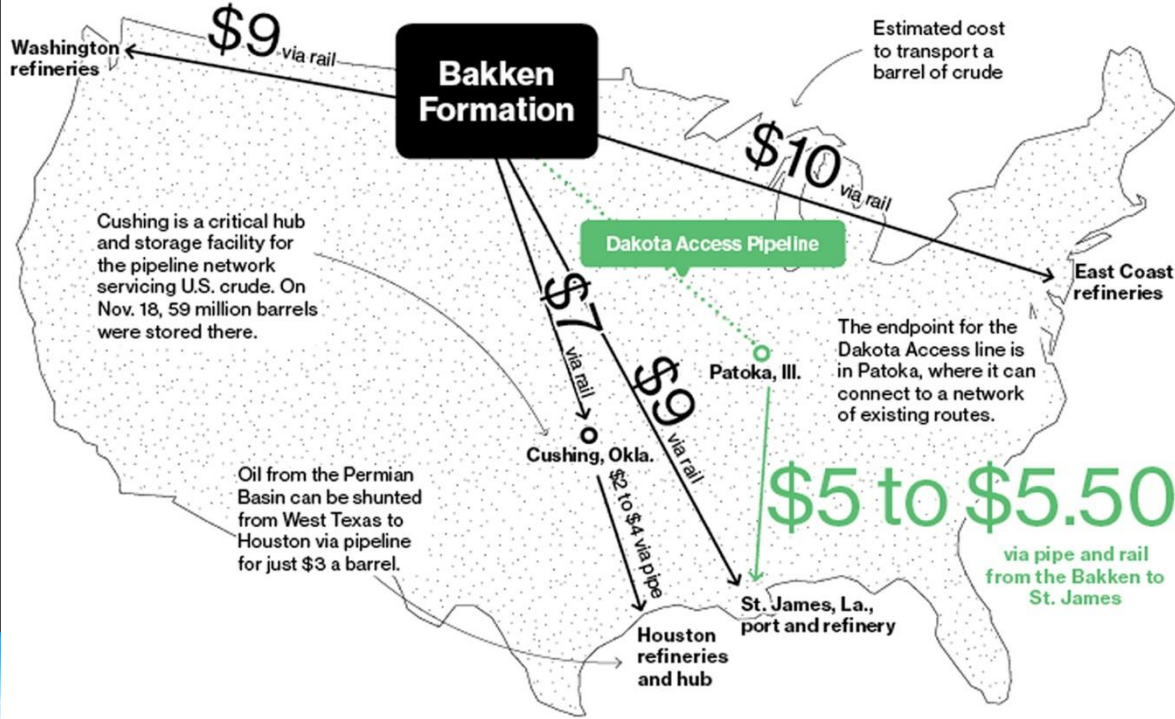 Washington
refineries
$9 via rail
Bakken
Formation
Estimated cost
to transport a
barrel of crude
$10 via rail
Cushing is a critical hub
and storage facility for
the pipeline network
servicing U.S. crude. On
Nov. 18, 59 million barrels
were stored there.
Dakota Access Pipeline
East Coast
refineries
$7 via rail
The endpoint for the
Dakota Access line is
in Patoka, where it can
connect to a network
of existing routes.
Patoka, Ill.
$9 via rail
Cushing, Okla.
Oil from the Permian
Basin can be shunted
from West Texas to
Houston via pipeline
for just $3 a barrel.
$2 to $4 via pipe
$5 to $5.50
via pipe and rail
from the Bakken to
St. James
St. James, La.,
port and refinery
Houston
refineries
and hub